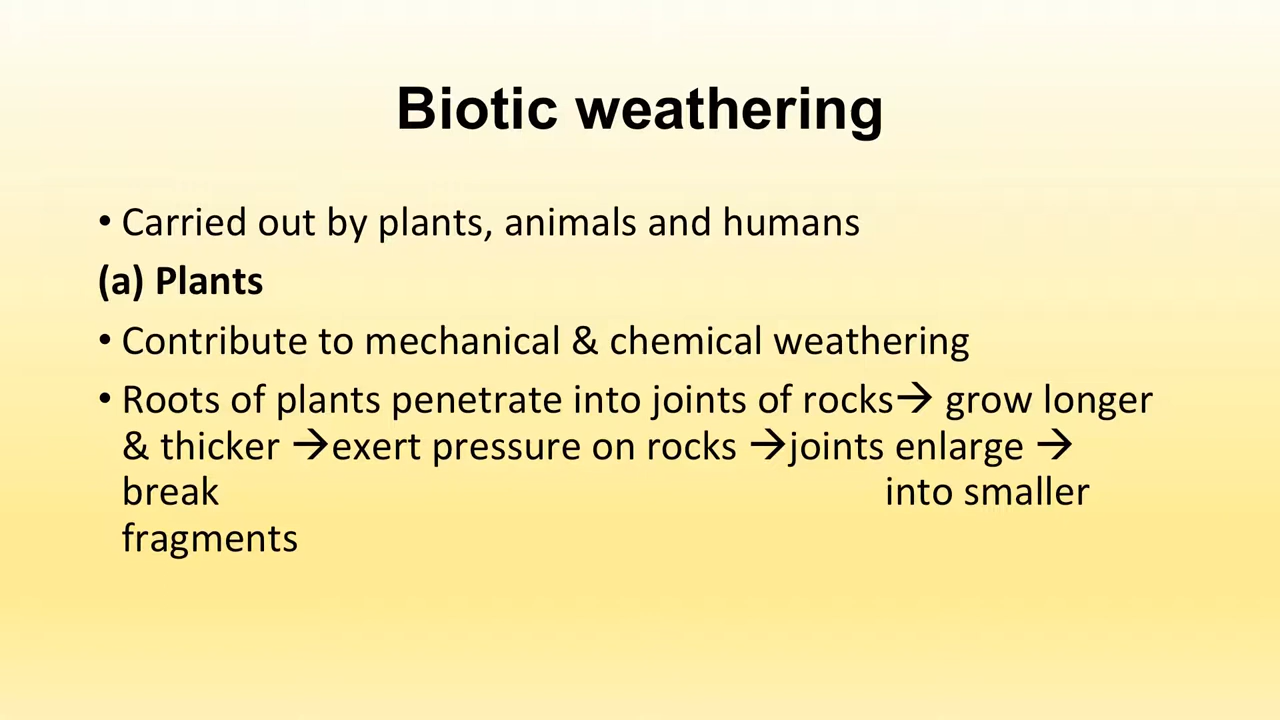 Biotic weathering
• Carried out by plants, animals and humans
(a) Plants
• Contribute to mechanical & chemical weathering
• Roots of plants penetrate into joints of rocks→ grow longer
& thicker →exert pressure on rocks →joints enlarge →
break into smaller
fragments